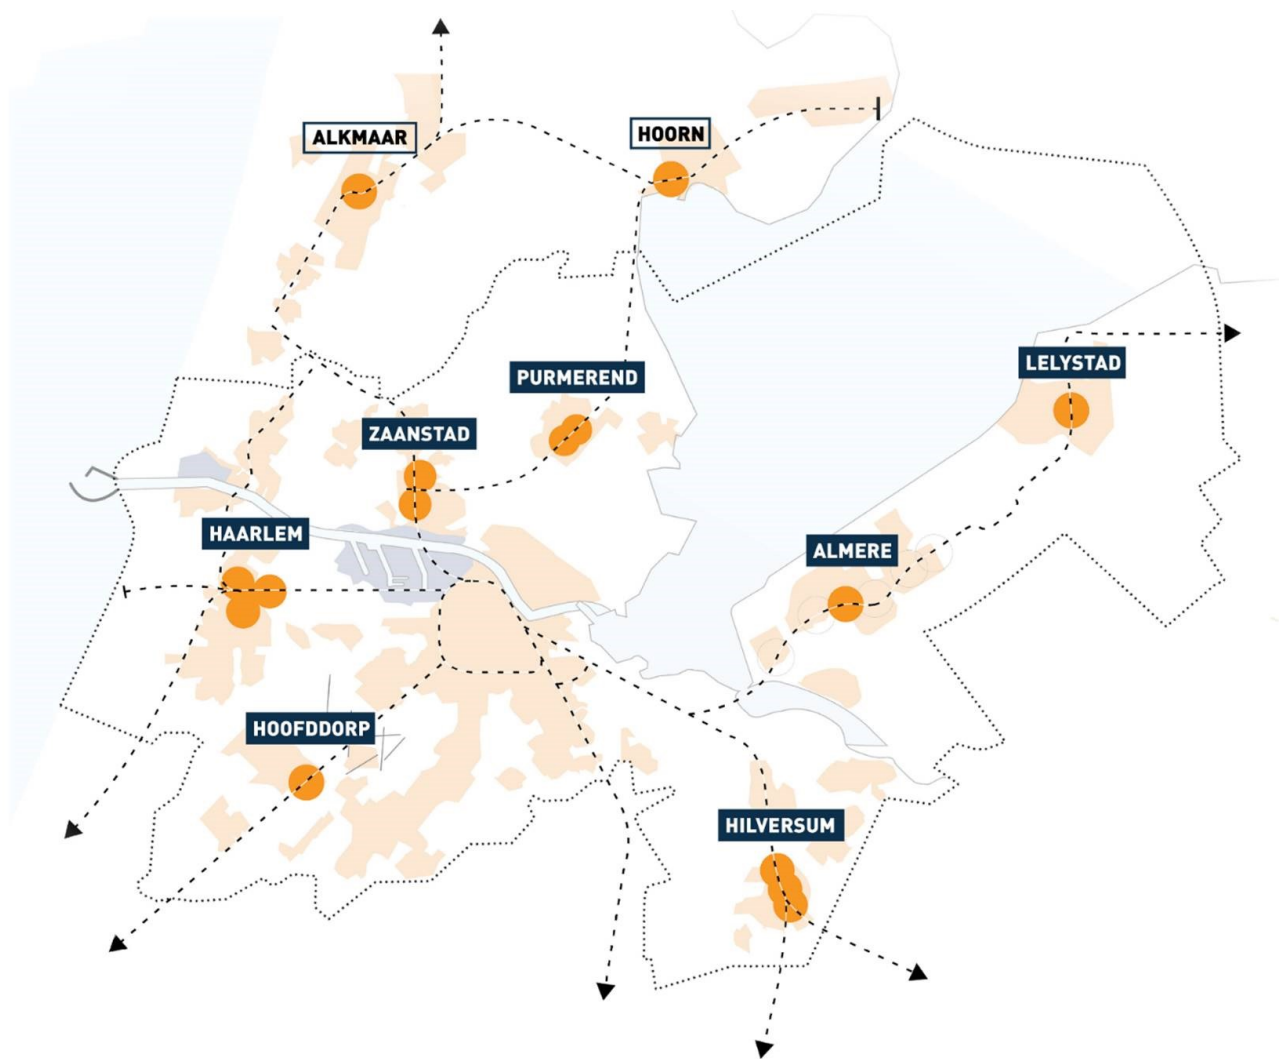 ALKMAAR
HOORN
LELYSTAD
PURMEREND
ZAANSTAD
HAARLEM
ALMERE
HOOFDDORP
HILVERSUM